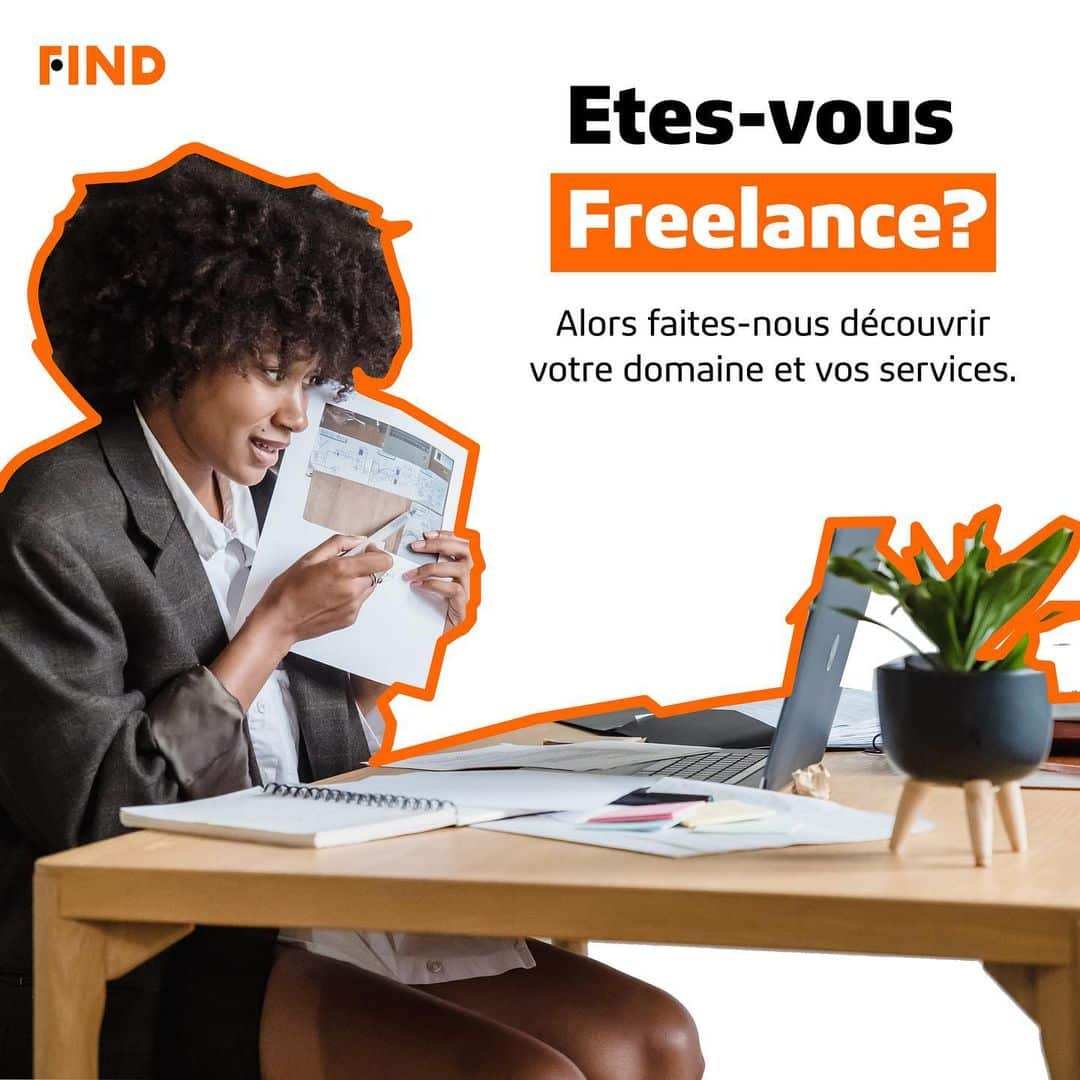 FIND
Etes-vous
Freelance?
Alors faites-nous découvrir
votre domaine et vos services.